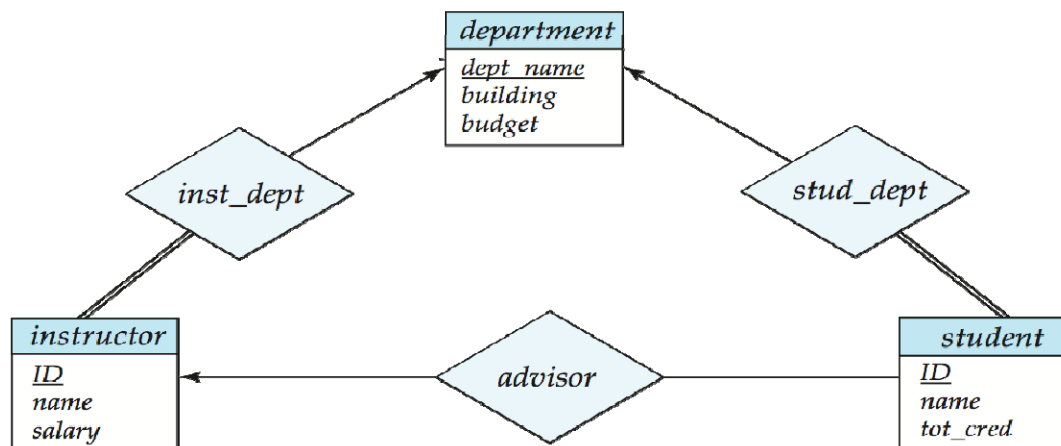 department
dept_name
building
budget
inst_dept
stud_dept
instructor
ID
name
salary
advisor
student
ID
name
tot_cred